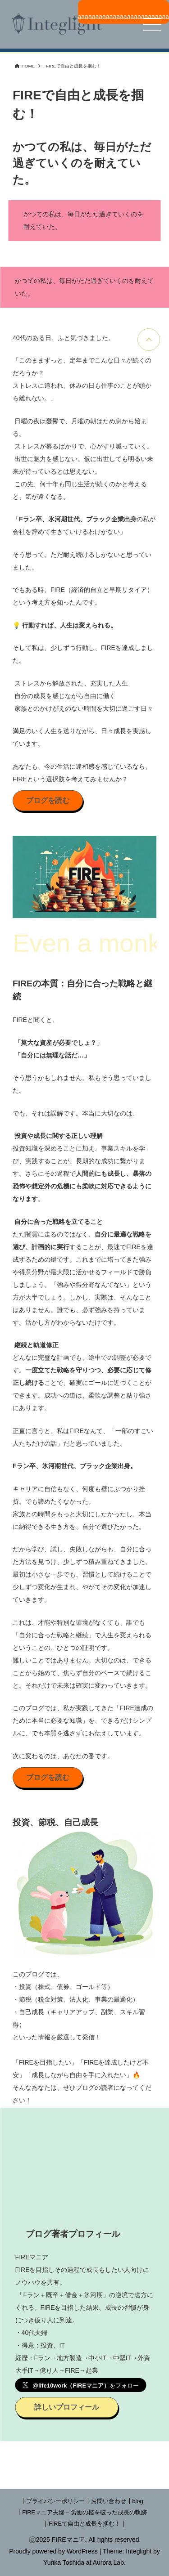 Integlight
aaaaaaaaaaaaaaaaaaaaaaaaaa
HOME > FIREで自由と成長を掴む！
FIREで自由と成長を掴
む！
かつての私は、毎日がただ
過ぎていくのを耐えてい
た。
かつての私は、毎日がただ過ぎていくのを
耐えていた。
かつての私は、毎日がただ過ぎていくのを耐えて
いた。
40代のある日、ふと気づきました。
「このままずっと、定年までこんな日々が続くの
だろうか？
ストレスに追われ、休みの日も仕事のことが頭か
ら離れない。」
日曜の夜は憂鬱で、月曜の朝はため息から始ま
る。
ストレスが募るばかりで、心がすり減っていく。
出世に魅力を感じない。仮に出世しても明るい未
来が待っているとは思えない。
この先、何十年も同じ生活が続くのかと考える
と、気が遠くなる。
「Fラン卒、氷河期世代、ブラック企業出身の私が
会社を辞めて生きていけるわけがない」
そう思って、ただ耐え続けるしかないと思ってい
ました。
でもある時、FIRE（経済的自立と早期リタイア）
という考え方を知ったんです。
💡 行動すれば、人生は変えられる。
そして私は、少しずつ行動し、FIREを達成しまし
た。
ストレスから解放された、充実した人生
自分の成長を感じながら自由に働く
家族とのかけがえのない時間を大切に過ごす日々
満足のいく人生を送りながら、日々成長を実感し
ています。
あなたも、今の生活に違和感を感じているなら、
FIREという選択肢を考えてみませんか？
ブログを読む
FIRE
Even a monk
FIREの本質：自分に合った戦略と継
続
FIREと聞くと、
「莫大な資産が必要でしょ？」
「自分には無理な話だ…」
そう思うかもしれません。私もそう思っていまし
た。
でも、それは誤解です。本当に大切なのは、
投資や成長に関する正しい理解
投資知識を深めることに加え、事業スキルを学
び、実践することが、長期的な成功に繋がりま
す。さらにその過程で人間的にも成長し、暴落の
恐怖や想定外の危機にも柔軟に対応できるように
なります。
自分に合った戦略を立てること
ただ闇雲に走るのではなく、自分に最適な戦略を
選び、計画的に実行することが、最速でFIREを達
成するための鍵です。これまでに培ってきた強み
や得意分野が最大限に活かせるフィールドで勝負
しましょう。「強みや得意分野なんてない」という
方が大半でしょう。しかし、実際は、そんなこと
はありません。誰でも、必ず強みを持っていま
す。活かし方がわからないだけです。
継続と軌道修正
どんなに完璧な計画でも、途中での調整が必要で
す。一度立てた戦略を守りつつ、必要に応じて修
正し続けることで、確実にゴールに近づくことが
できます。成功への道は、柔軟な調整と粘り強さ
にあります。
正直に言うと、私はFIREなんて、「一部のすごい
人たちだけの話」だと思っていました。
Fラン卒、氷河期世代、ブラック企業出身。
キャリアに自信もなく、何度も壁にぶつかり挫
折。でも諦めたくなかった。
家族との時間をもっと大切にしたかったし、本当
に納得できる生き方を、自分で選びたかった。
だから学び、試し、失敗しながらも、自分に合っ
た方法を見つけ、少しずつ積み重ねてきました。
最初は小さな一歩でも、習慣として続けることで
少しずつ変化が生まれ、やがてその変化が加速し
ていきます。
これは、才能や特別な環境がなくても、誰でも
「自分に合った戦略と継続」で人生を変えられる
ということの、ひとつの証明です。
難しいことではありません。大切なのは、できる
ことから始めて、焦らず自分のペースで続けるこ
と。それだけで未来は確実に変わっていきます。
このブログでは、私が実践してきた「FIRE達成の
ために本当に必要な知識」を、できるだけシンプ
ルに、でも本質を逃さずにお伝えしています。
次に変わるのは、あなたの番です。
ブログを読む
投資、節税、自己成長
このブログでは、
・投資（株式、債券、ゴールド等）
・節税（税金対策、法人化、事業の最適化）
・自己成長（キャリアアップ、副業、スキル習
得）
といった情報を厳選して発信！
「FIREを目指したい」「FIREを達成したけど不
安」「成長しながら自由を手に入れたい」🔥
そんなあなたは、ぜひブログの読者になってくだ
さい！
ブログ著者プロフィール
FIREマニア
FIREを目指しその過程で成長もしたい人向けに
ノウハウを共有。
「Fラン＋既卒＋借金＋氷河期」の逆境で途方に
くれる。FIREを目指した結果、成長の習慣が身
につき億り人に到達。
・40代夫婦
・得意：投資、IT
経歴：Fラン→地方製造→中小IT→中堅IT→外資
大手IT→億り人→FIRE→起業
X @life10work（FIREマニア）をフォロー
詳しいプロフィール
｜プライバシーポリシー｜お問い合わせ｜blog
｜FIREマニア夫婦～労働の檻を破った成長の軌跡
｜FIREで自由と成長を掴む！｜
©2025 FIREマニア. All rights reserved.
Proudly powered by WordPress | Theme: Integlight by
Yurika Toshida at Aurora Lab.